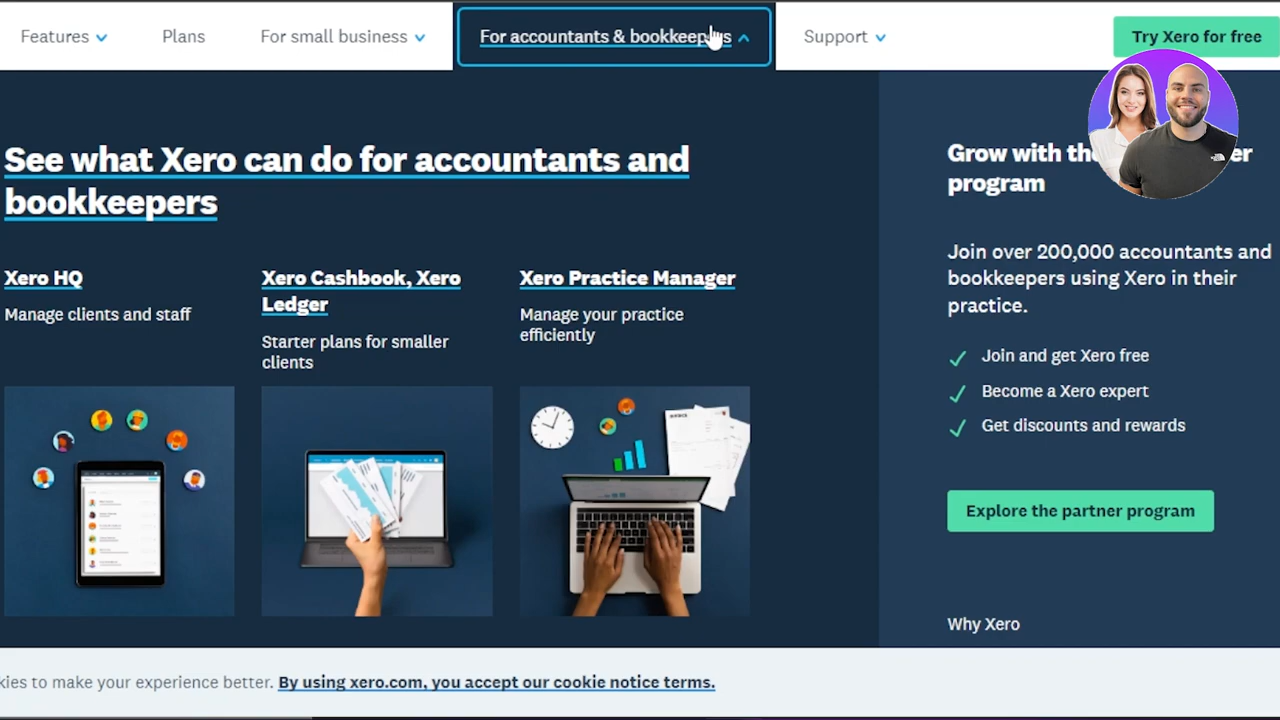 Features
Plans
For small business
For accountants & bookkeepers
Support
Try Xero for free
See what Xero can do for accountants and
bookkeepers
Xero HQ
Manage clients and staff
Xero Cashbook, Xero
Ledger
Starter plans for smaller
clients
Xero Practice Manager
Manage your practice
efficiently
Grow with
program
Join over 200,000 accountants and
bookkeepers using Xero in their
practice.
Join and get Xero free
Become a Xero expert
Get discounts and rewards
Explore the partner program
Why Xero
to make your experience better. By using xero.com, you accept our cookie notice terms.